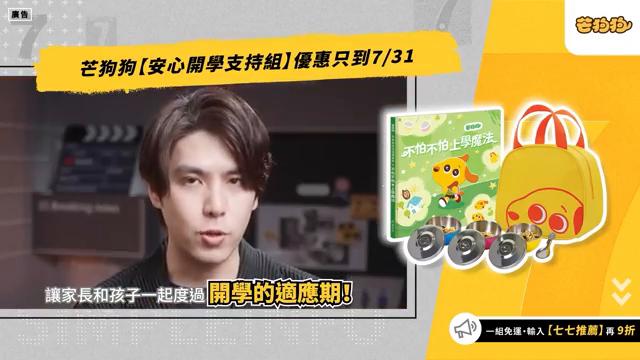 廣告
芒狗狗
芒狗狗【安心開學支持組】優惠只到7/31
芒狗狗
不怕不怕上學魔法
讓家長和孩子一起度過 開學的適應期!
一組免運・輸入【七七推薦】再 9折